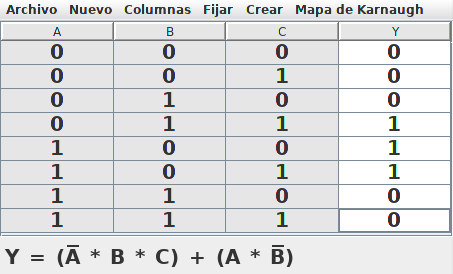 Archivo Nuevo Columnas Fijar Crear Mapa de Karnaugh
A B C Y
0 0 0 0
0 0 1 0
0 1 0 0
0 1 1 1
1 0 0 1
1 0 1 1
1 1 0 0
1 1 1 0
Y = (A̅ * B * C) + (A * B̅)